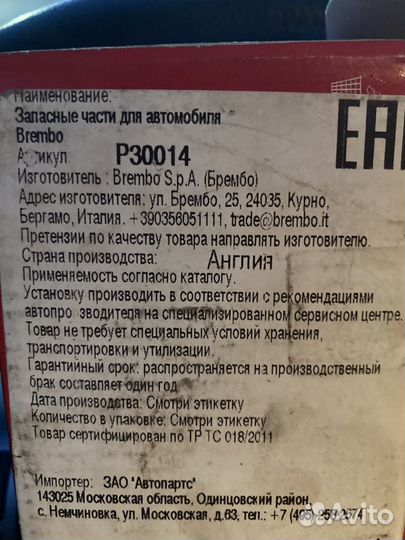 Наименование:
Запасные части для автомобиля
Brembo
Артикул P30014
Изготовитель : Brembo S.p.A. (Брембо)
Адрес изготовителя: ул. Брембо, 25, 24035, Курно,
Бергамо, Италия. +390356051111, trade@brembo.it
Претензии по качеству товара направлять изготовителю.
Страна производства: Англия
Применяемость согласно каталогу.
Установку производить в соответствии с рекомендациями
автопро зводителя на специализированном сервисном центре.
Товар не требует специальных условий хранения,
транспортировки и утилизации.
Гарантийный срок: распространяется на производственный
брак составляет один год
Дата производства: Смотри этикетку
Количество в упаковке: Смотри этикетку
Товар сертифицирован по ТР ТС 018/2011
Импортер: ЗАО "Автопартс"
143025 Московская область, Одинцовский район,
с. Немчиновка, ул. Московская, д.63, тел.: +7
EAC
Avito